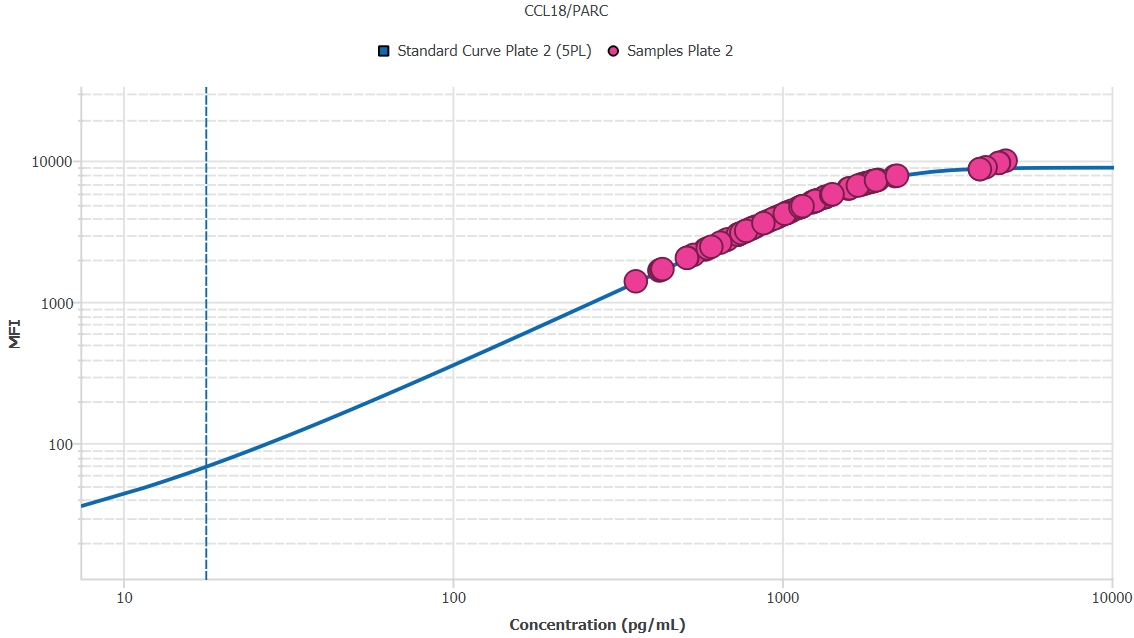 CCL18/PARC
Standard Curve Plate 2 (5PL) Samples Plate 2
10000
1000
100
MFI
10 100 1000 10000
Concentration (pg/mL)